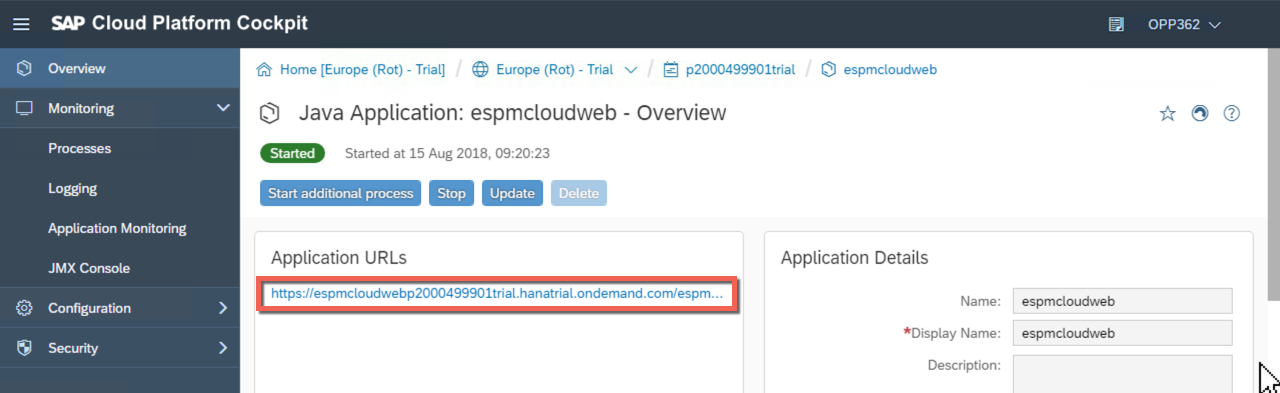 SAP Cloud Platform Cockpit
OPP362
Overview
Monitoring
Processes
Logging
Application Monitoring
JMX Console
Configuration
Security
Home [Europe (Rot) - Trial] / Europe (Rot) - Trial / p2000499901trial / espmcloudweb
Java Application: espmcloudweb - Overview
Started Started at 15 Aug 2018, 09:20:23
Start additional process Stop Update Delete
Application URLs
https://espmcloudwebp2000499901trial.hanatrial.ondemand.com/espm...
Application Details
Name: espmcloudweb
*Display Name: espmcloudweb
Description: